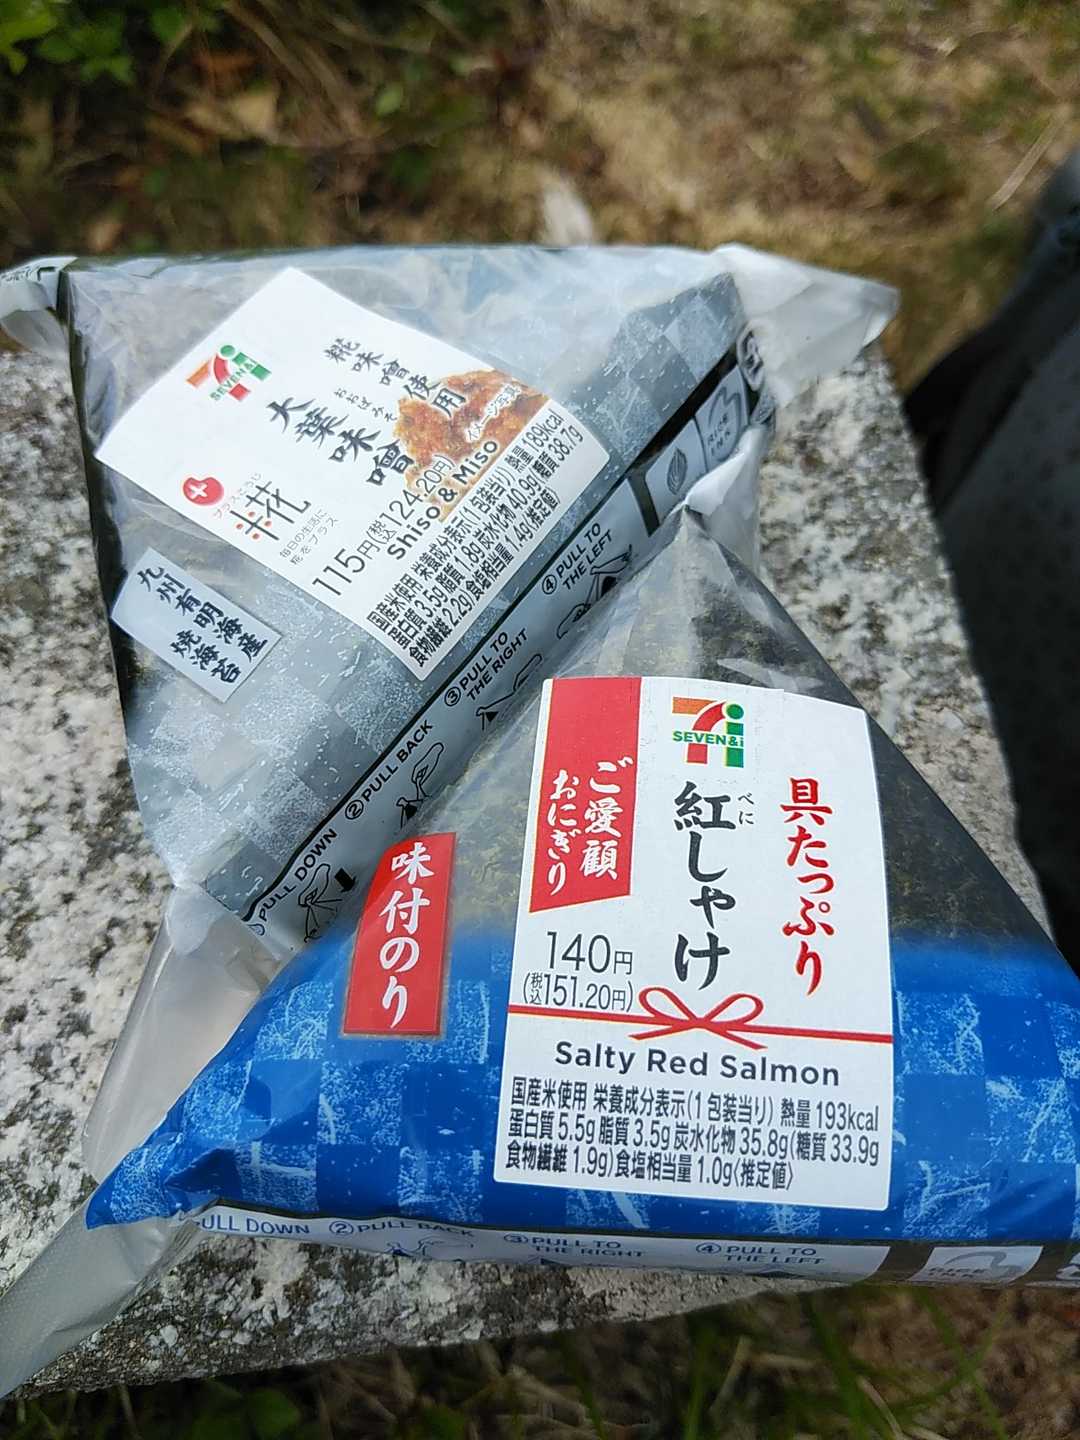 SEVEN&i
糀味噌使用
おおばみそ
大葉味噌
イメージ写真
プラスこうじ
糀
毎日の生活に
花をプラス
115円(税込124.20円)
Shiso & Miso
国産米使用 栄養成分表示(1包装当り) 熱量189kcal
蛋白質3.5g 脂質1.8g 炭水化物40.9g(糖質38.7g
食物繊維2.2g)食塩相当量1.4g(推定値)
九州有明海産
焼海苔
PULL DOWN
②PULL BACK
③PULL TO
THE RIGHT
④PULL TO
THE LEFT
SEVEN&i
ご愛顧
おにぎり
具たっぷり
べに
紅しゃけ
味付のり
140円
(税込151.20円)
Salty Red Salmon
国産米使用 栄養成分表示(1包装当り) 熱量193kcal
蛋白質5.5g 脂質3.5g 炭水化物35.8g(糖質33.9g
食物繊維1.9g)食塩相当量1.0g〈推定値〉
PULL DOWN
②PULL BACK
③PULL TO
THE RIGHT
④PULL TO
THE LEFT